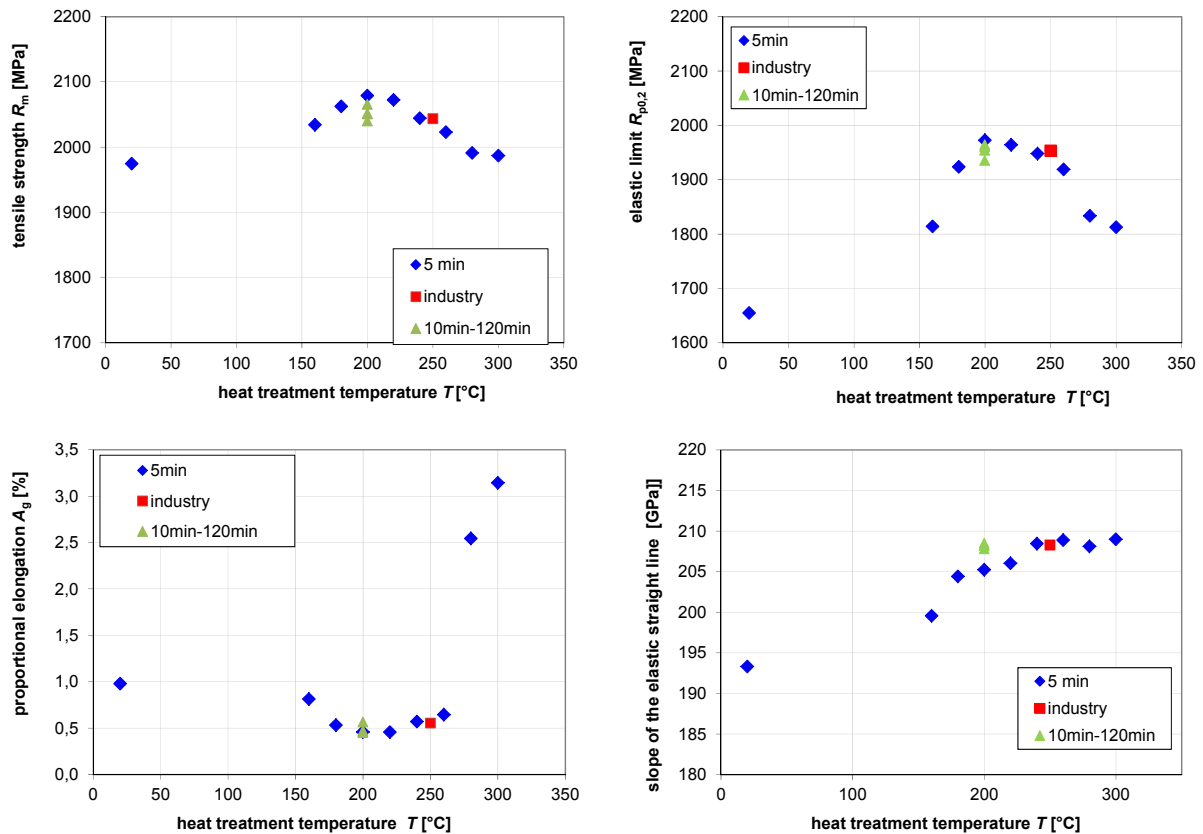 tensile strength Rm [MPa]
2200
2100
2000
1900
1800
1700
0 50 100 150 200 250 300 350
heat treatment temperature T [°C]
5 min
industry
10min-120min
elastic limit Rp0,2 [MPa]
2200
2100
2000
1900
1800
1700
1600
0 50 100 150 200 250 300 350
heat treatment temperature T [°C]
5min
industry
10min-120min
proportional elongation Ag [%]
3,5
3,0
2,5
2,0
1,5
1,0
0,5
0,0
0 50 100 150 200 250 300 350
heat treatment temperature T [°C]
5min
industry
10min-120min
slope of the elastic straight line [GPa]]
220
215
210
205
200
195
190
185
180
0 100 200 300
heat treatment temperature T [°C]
5 min
industry
10min-120min